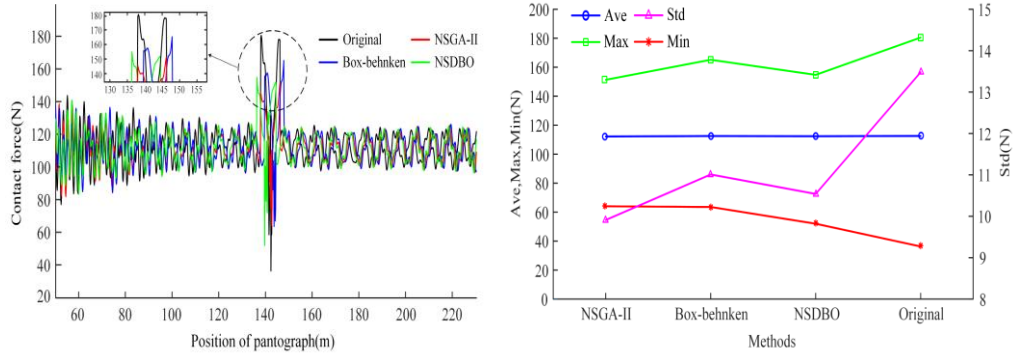 Contact force(N)
180
160
140
120
100
80
60
40
20
60 80 100 120 140 160 180 200 220
Position of pantograph(m)
180
170
160
150
140
130 135 140 145 150 155
Original
NSGA-II
Box-behnken
NSDBO
Ave,Max,Min(N)
200
180
160
140
120
100
80
60
40
20
0
Ave
Std
Max
Min
15
14
13
12
11
10
9
8
Std(N)
NSGA-II Box-behnken NSDBO Original
Methods